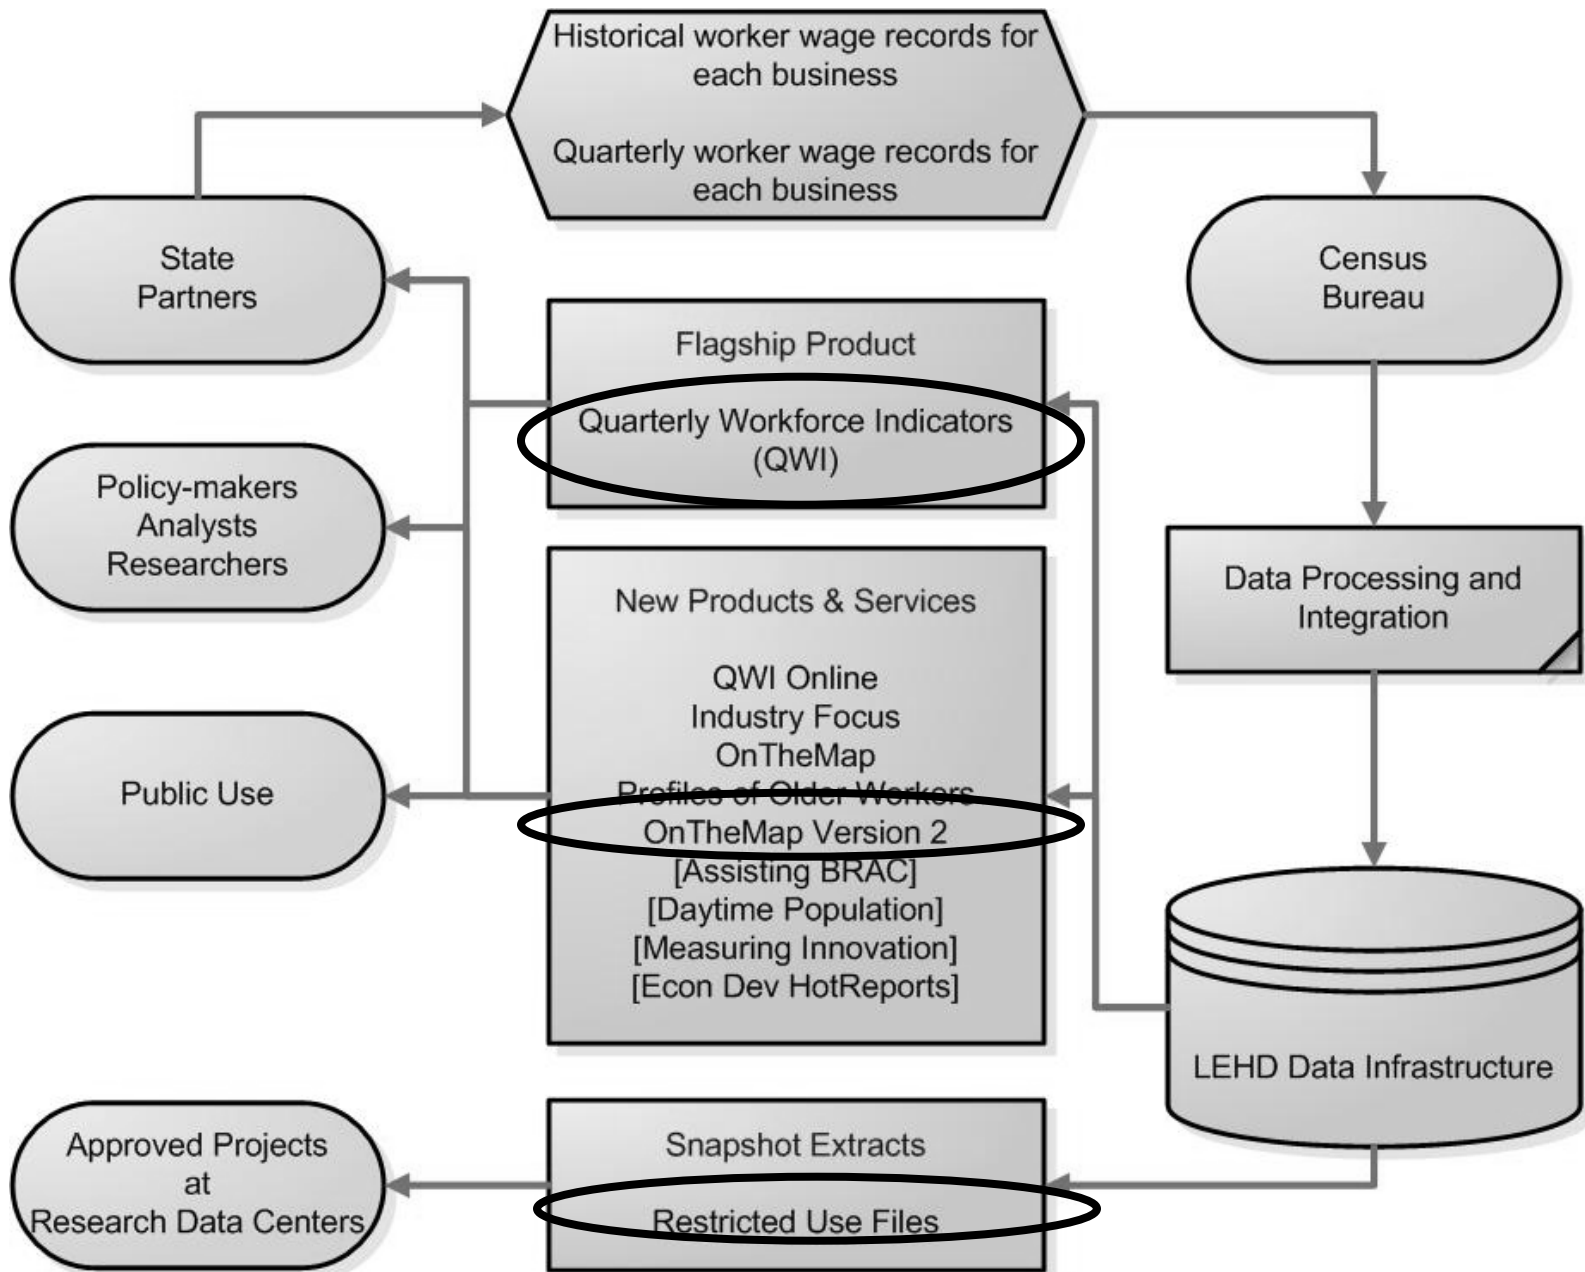 Historical worker wage records for
each business
Quarterly worker wage records for
each business
State
Partners
Census
Bureau
Flagship Product
Quarterly Workforce Indicators
(QWI)
Policy-makers
Analysts
Researchers
Data Processing and
Integration
New Products & Services
QWI Online
Industry Focus
OnTheMap
Profiles of Older Workers
OnTheMap Version 2
[Assisting BRAC]
[Daytime Population]
[Measuring Innovation]
[Econ Dev HotReports]
Public Use
LEHD Data Infrastructure
Approved Projects
at
Research Data Centers
Snapshot Extracts
Restricted Use Files